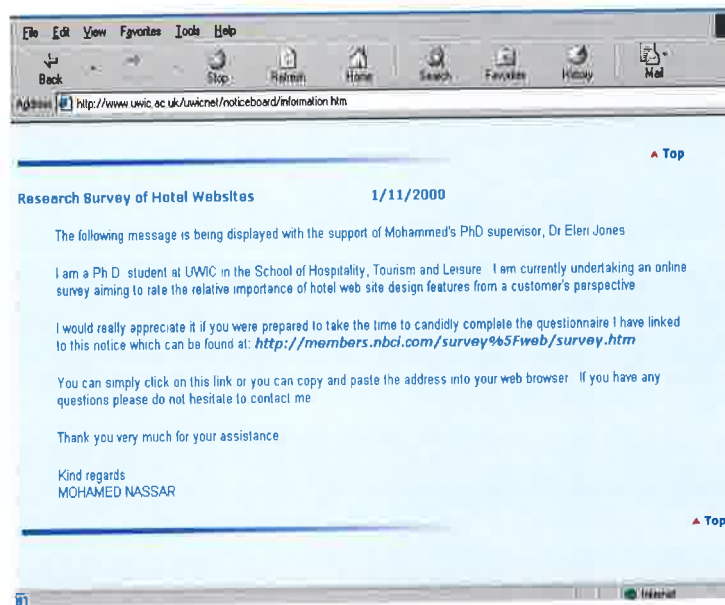 File Edit View Favorites Tools Help
Back Stop Refresh Home Search Favorites History Mail
Address http://www.uwic.ac.uk/uwicnet/noticeboard/information.htm
Top
Research Survey of Hotel Websites 1/11/2000
The following message is being displayed with the support of Mohammed's PhD supervisor, Dr Eleri Jones
I am a Ph D student at UWIC in the School of Hospitality, Tourism and Leisure I am currently undertaking an online
survey aiming to rate the relative importance of hotel web site design features from a customer's perspective
I would really appreciate it if you were prepared to take the time to candidly complete the questionnaire I have linked
to this notice which can be found at: http://members.nbci.com/survey%5Fweb/survey.htm
You can simply click on this link or you can copy and paste the address into your web browser If you have any
questions please do not hesitate to contact me
Thank you very much for your assistance
Kind regards
MOHAMED NASSAR
Top
Internet